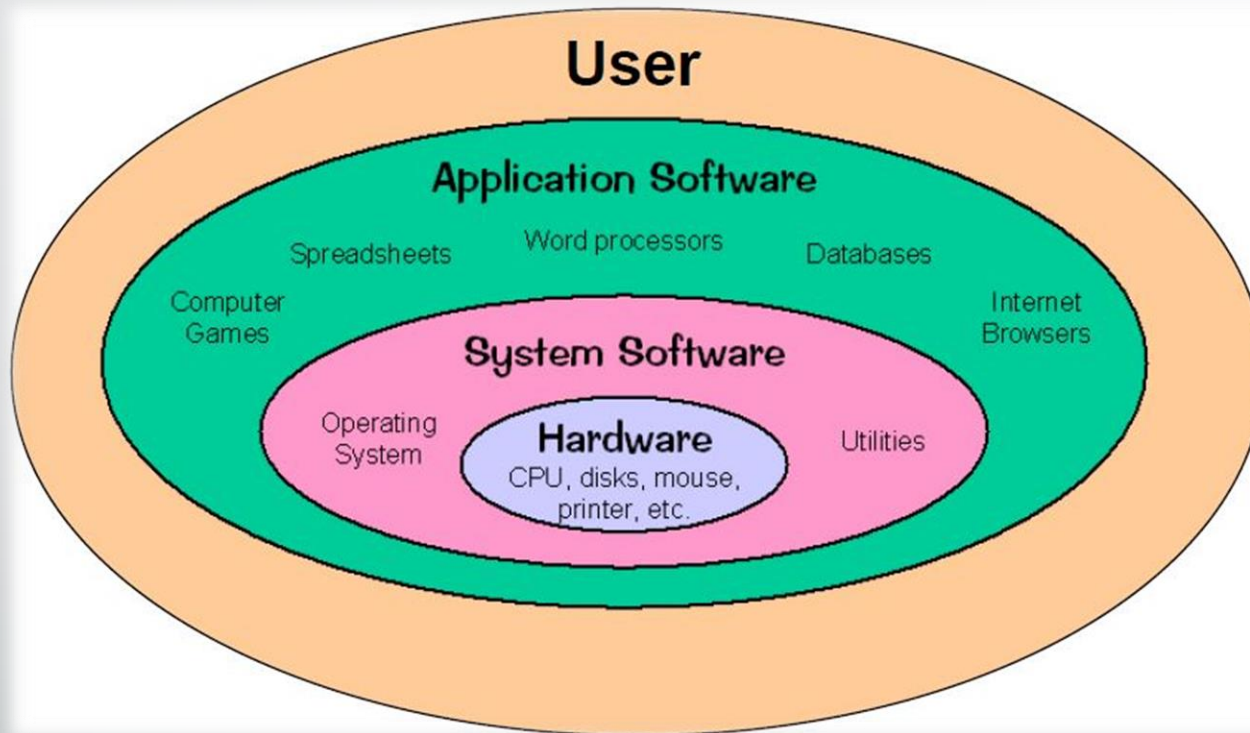 User
Application Software
Spreadsheets
Word processors
Databases
Computer
Games
Internet
Browsers
System Software
Operating
System
Hardware
CPU, disks, mouse,
printer, etc.
Utilities